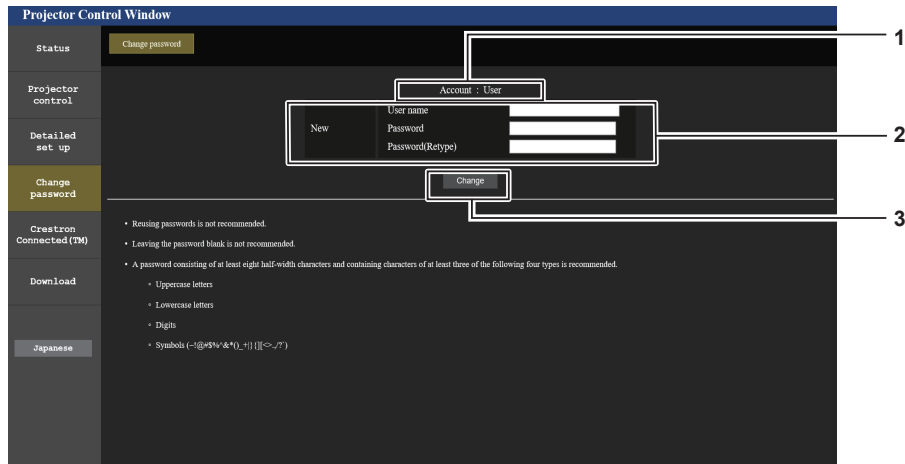 Projector Control Window
Status
Change password
1
Account : User
Projector
control
User name
New
Password
2
Password(Retype)
Detailed
set up
Change
Change
password
3
• Reusing passwords is not recommended.
Crestron
Connected(TM)
• Leaving the password blank is not recommended.
• A password consisting of at least eight half-width characters and containing characters of at least three of the following four types is recommended.
Download
◦ Uppercase letters
◦ Lowercase letters
◦ Digits
Japanese
◦ Symbols (~!@#$%^&*()_+|}{][<>.,/?`)